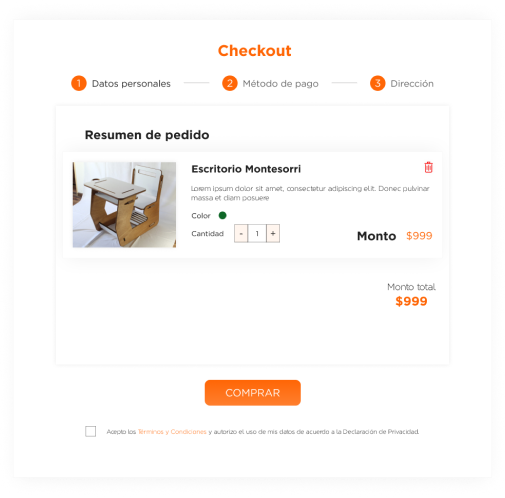 Checkout
1 Datos personales 2 Método de pago 3 Dirección
Resumen de pedido
Escritorio Montesorri
Lorem ipsum dolor sit amet, consectetur adipiscing elit. Donec pulvinar
massa et diam posuere
Color
Cantidad - 1 +
Monto $999
Monto total
$999
COMPRAR
Acepto los Términos y Condiciones y autorizo el uso de mis datos de acuerdo a la Declaración de Privacidad.